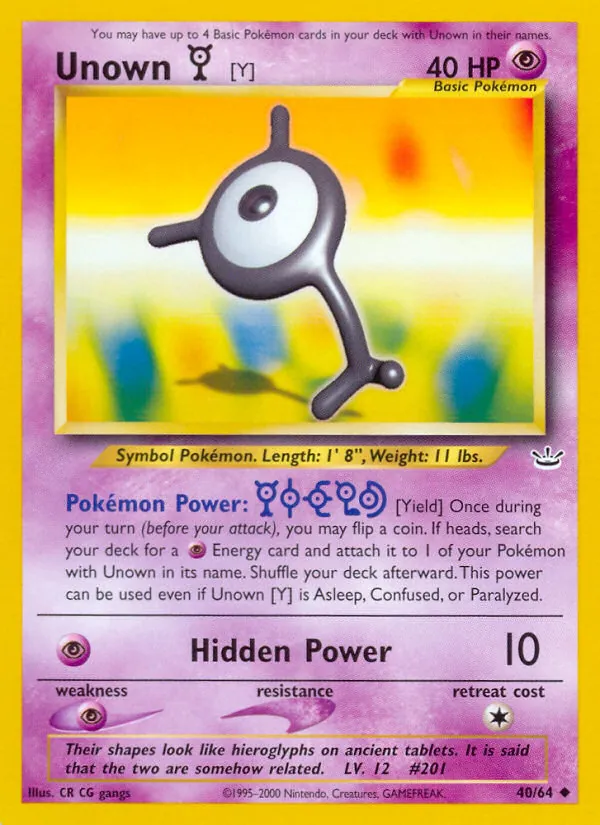 You may have up to 4 Basic Pokémon cards in your deck with Unown in their names.
Unown Y [Y] 40 HP
Basic Pokémon
Symbol Pokémon. Length: 1' 8", Weight: 11 lbs.
Pokémon Power: YIELD [Yield] Once during
your turn (before your attack), you may flip a coin. If heads, search
your deck for a Energy card and attach it to 1 of your Pokémon
with Unown in its name. Shuffle your deck afterward. This power
can be used even if Unown [Y] is Asleep, Confused, or Paralyzed.
Hidden Power 10
weakness resistance retreat cost
Their shapes look like hieroglyphs on ancient tablets. It is said
that the two are somehow related. LV. 12 #201
Illus. CR CG gangs ©1995-2000 Nintendo, Creatures, GAMEFREAK. 40/64